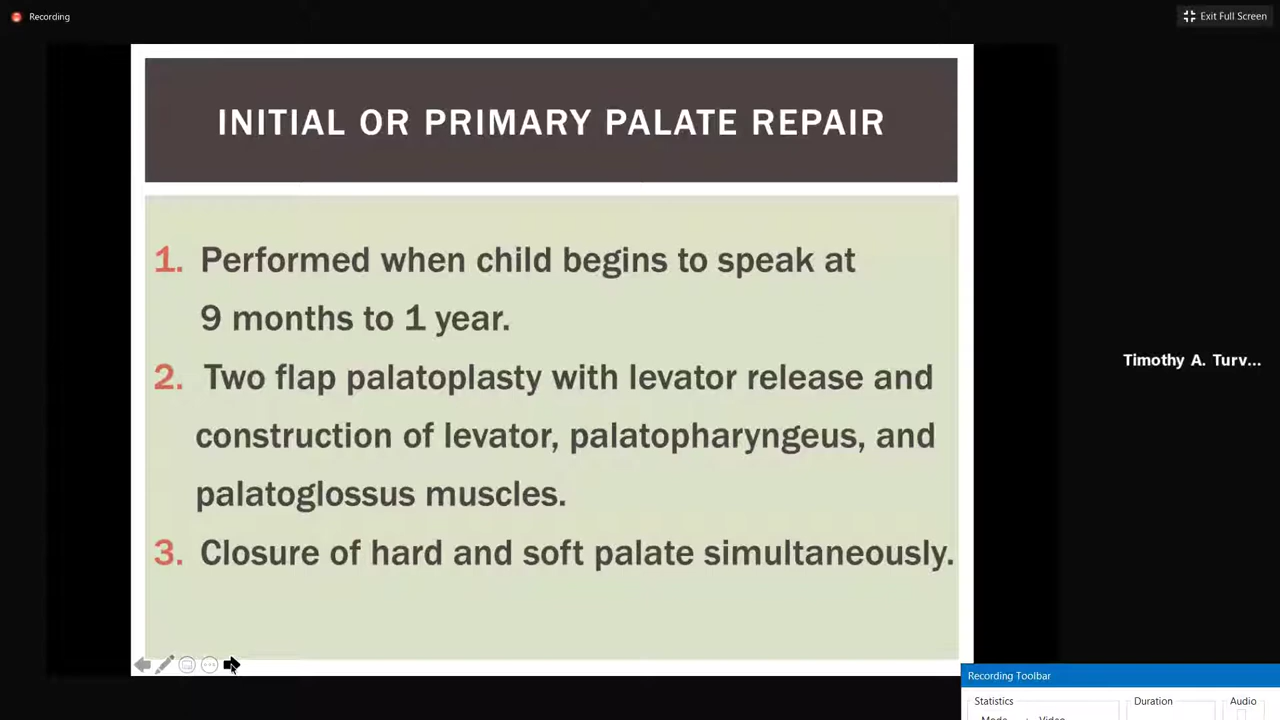 Recording
Exit Full Screen
INITIAL OR PRIMARY PALATE REPAIR
1. Performed when child begins to speak at
9 months to 1 year.
2. Two flap palatoplasty with levator release and
construction of levator, palatopharyngeus, and
palatoglossus muscles.
3. Closure of hard and soft palate simultaneously.
Timothy A. Turv...
Recording Toolbar
Statistics
Duration
Audio
Mode
Video